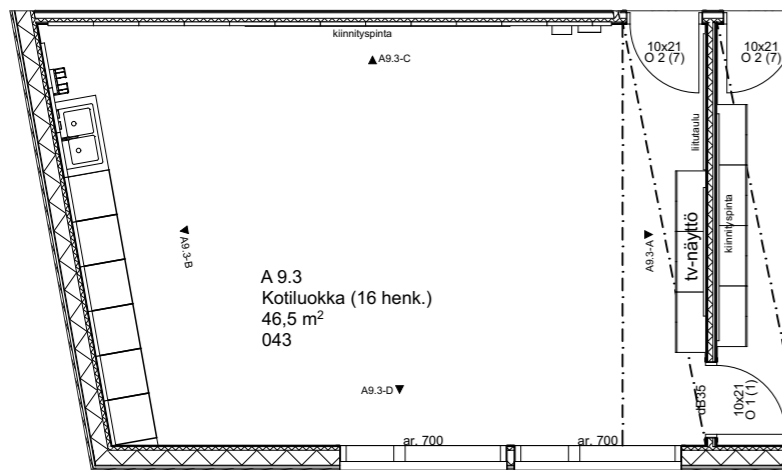 kiinnityspinta
A9.3-C
10x21
O 2 (7)
10x21
O 2 (7)
liitutaulu
tv-näyttö
kiinnityspinta
A9.3-B
A9.3-A
A 9.3
Kotiluokka (16 henk.)
46,5 m²
043
A9.3-D
dB35
10x21
O 1 (1)
ar. 700
ar. 700